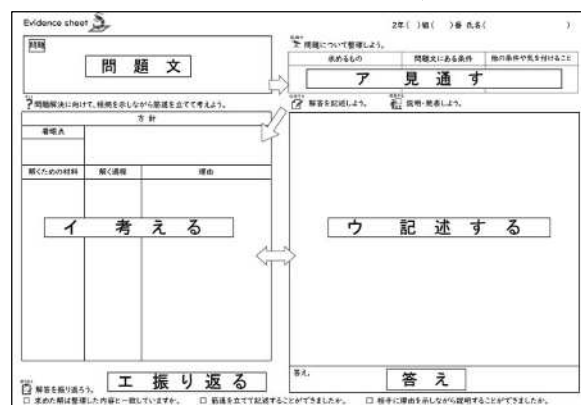 Evidence sheet
2年( )組( )番 氏名( )
問題
問題文
問題について整理しよう。
求めるもの 問題文にある条件 他の条件や気を付けること
ア 見通す
問題解決に向けて、根拠を示しながら筋道を立てて考えよう。
解答を記述しよう。 説明・発表しよう。
方針
着眼点
解くための材料 解く過程 理由
イ 考える
ウ 記述する
エ 振り返る
解答を振り返ろう。
答え。
答え
□ 求めた解は整理した内容と一致していますか。 □ 筋道を立てて記述することができましたか。 □ 相手に理由を示しながら説明することができましたか。